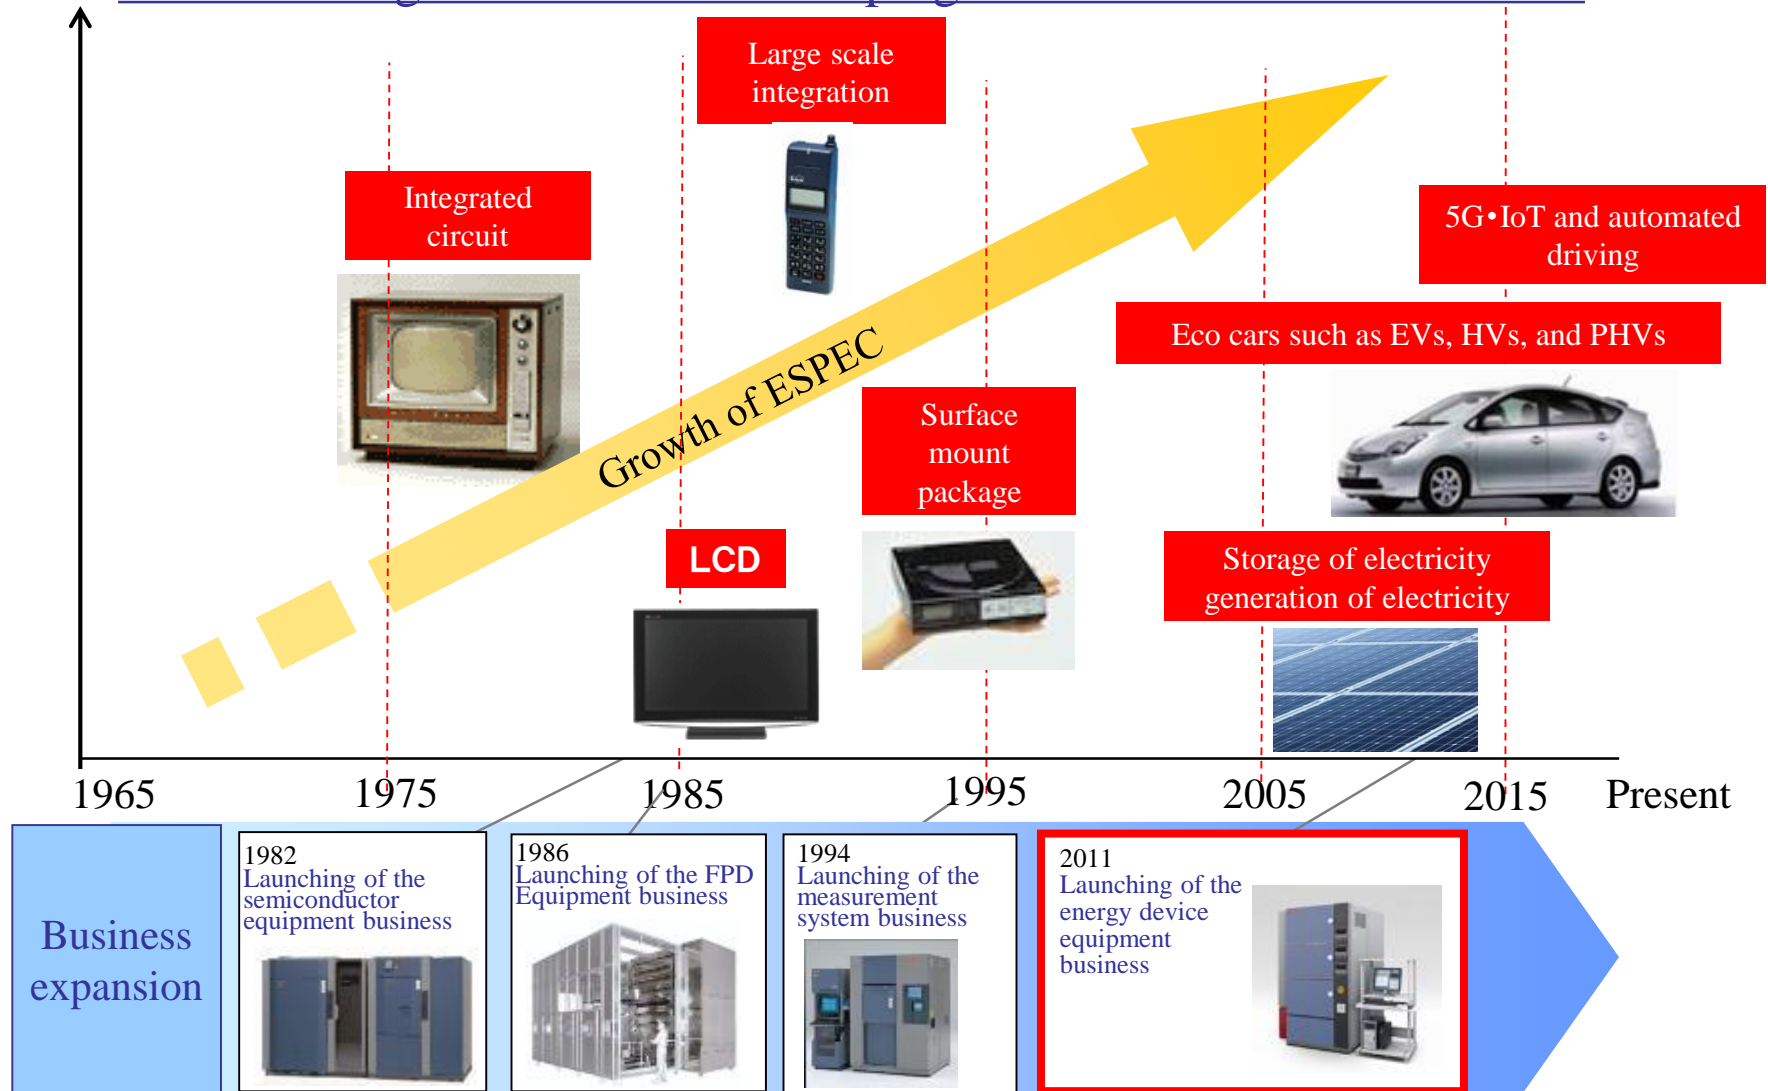 Large scale
integration
Integrated
circuit
5G•IoT and automated
driving
Eco cars such as EVs, HVs, and PHVs
Growth of ESPEC
Surface
mount
package
LCD
Storage of electricity
generation of electricity
1965
1975
1985
1995
2005
2015
Present
Business
expansion
1982
Launching of the
semiconductor
equipment business
1986
Launching of the FPD
Equipment business
1994
Launching of the
measurement
system business
2011
Launching of the
energy device
equipment
business